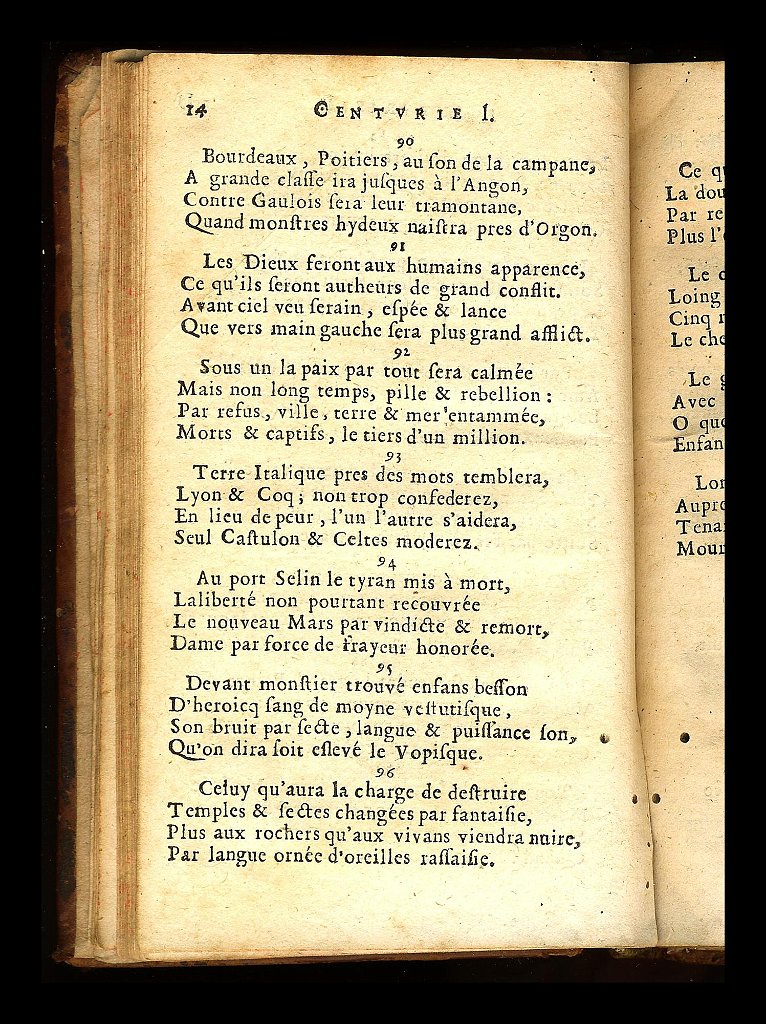 14 CENTVRIE I.
90
Bourdeaux, Poitiers, au ſon de la campane,
A grande claſſe ira juſques à l'Angon,
Contre Gaulois ſera leur tramontane,
Quand monſtres hydeux naiſtra pres d'Orgon.
91
Les Dieux feront aux humains apparence,
Ce qu'ils ſeront autheurs de grand conflit.
Avant ciel veu ſerain, eſpée & lance
Que vers main gauche ſera plus grand afflict.
92
Sous un la paix par tout ſera calmée
Mais non long temps, pille & rebellion:
Par refus, ville, terre & mer entammée,
Morts & captifs, le tiers d'un million.
93
Terre Italique pres des mots temblera,
Lyon & Coq; non trop confederez,
En lieu de peur, l'un l'autre s'aidera,
Seul Caſtulon & Celtes moderez.
94
Au port Selin le tyran mis à mort,
Laliberté non pourtant recouvrée
Le nouveau Mars par vindicte & remort,
Dame par force de frayeur honorée.
95
Devant monſtier trouvé enfans beſſon
D'heroicq ſang de moyne veſtutiſque,
Son bruit par ſecte, langue & puiſſance ſon,
Qu'on dira ſoit eſlevé le Vopiſque.
96
Celuy qu'aura la charge de deſtruire
Temples & ſectes changées par fantaiſie,
Plus aux rochers qu'aux vivans viendra nuire,
Par langue ornée d'oreilles raſſaiſie.
Ce
La dou
Par re
Plus l'
Le
Loing
Cinq
Le che
Le
Avec
O que
Enfan
Lor
Aupre
Tena
Mour